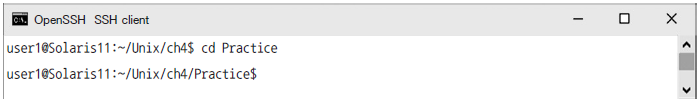 OpenSSH SSH client
user1@Solaris11:~/Unix/ch4$ cd Practice
user1@Solaris11:~/Unix/ch4/Practice$